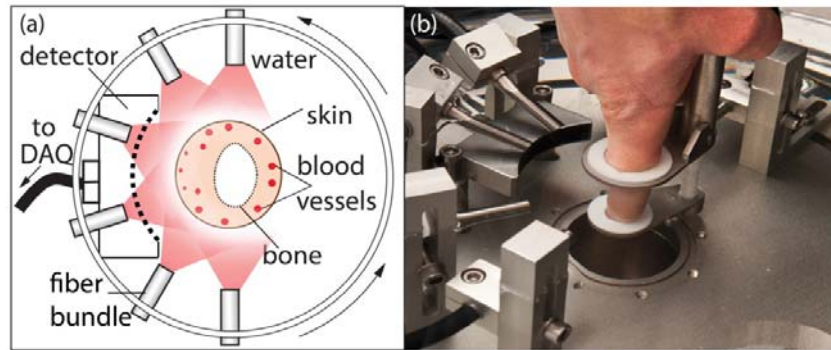 (a)
detector
water
to
DAQ
skin
blood
vessels
bone
fiber
bundle
(b)